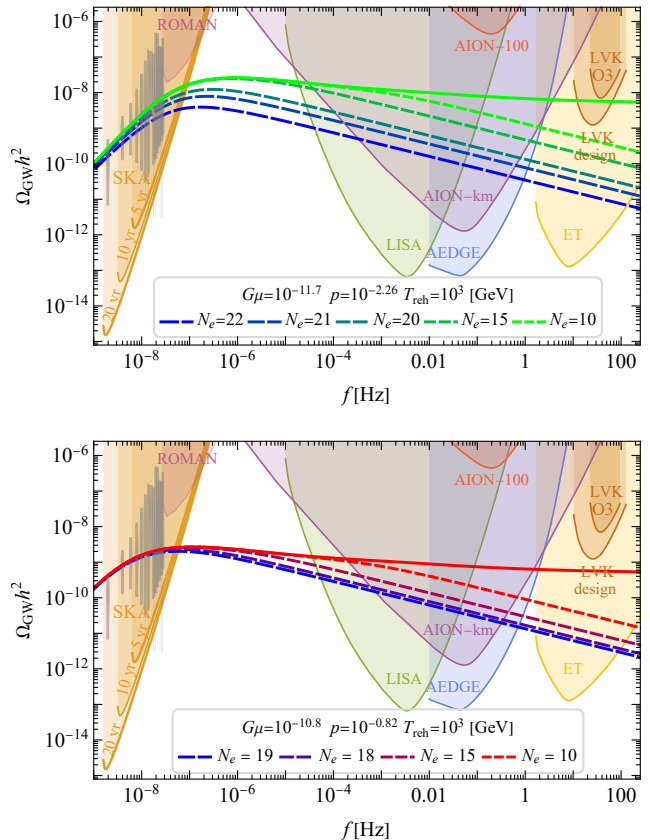 10⁻⁶
10⁻⁸
10⁻¹⁰
10⁻¹²
10⁻¹⁴
Ω_GW h²
ROMAN
AION-100
LVK
O3
LVK
design
SKA
20 yr < 10 yr < 5 yr
AION-km
LISA
AEDGE
ET
Gμ=10⁻¹¹·⁷ p=10⁻²·²⁶ T_reh=10³ [GeV]
N_e=22 N_e=21 N_e=20 N_e=15 N_e=10
10⁻⁸ 10⁻⁶ 10⁻⁴ 0.01 1 100
f[Hz]
10⁻⁶
10⁻⁸
10⁻¹⁰
10⁻¹²
10⁻¹⁴
Ω_GW h²
ROMAN
AION-100
LVK
O3
LVK
design
SKA
20 yr < 10 yr < 5 yr
AION-km
LISA
AEDGE
ET
Gμ=10⁻¹⁰·⁸ p=10⁻⁰·⁸² T_reh=10³ [GeV]
N_e = 19 N_e = 18 N_e = 15 N_e = 10
10⁻⁸ 10⁻⁶ 10⁻⁴ 0.01 1 100
f[Hz]